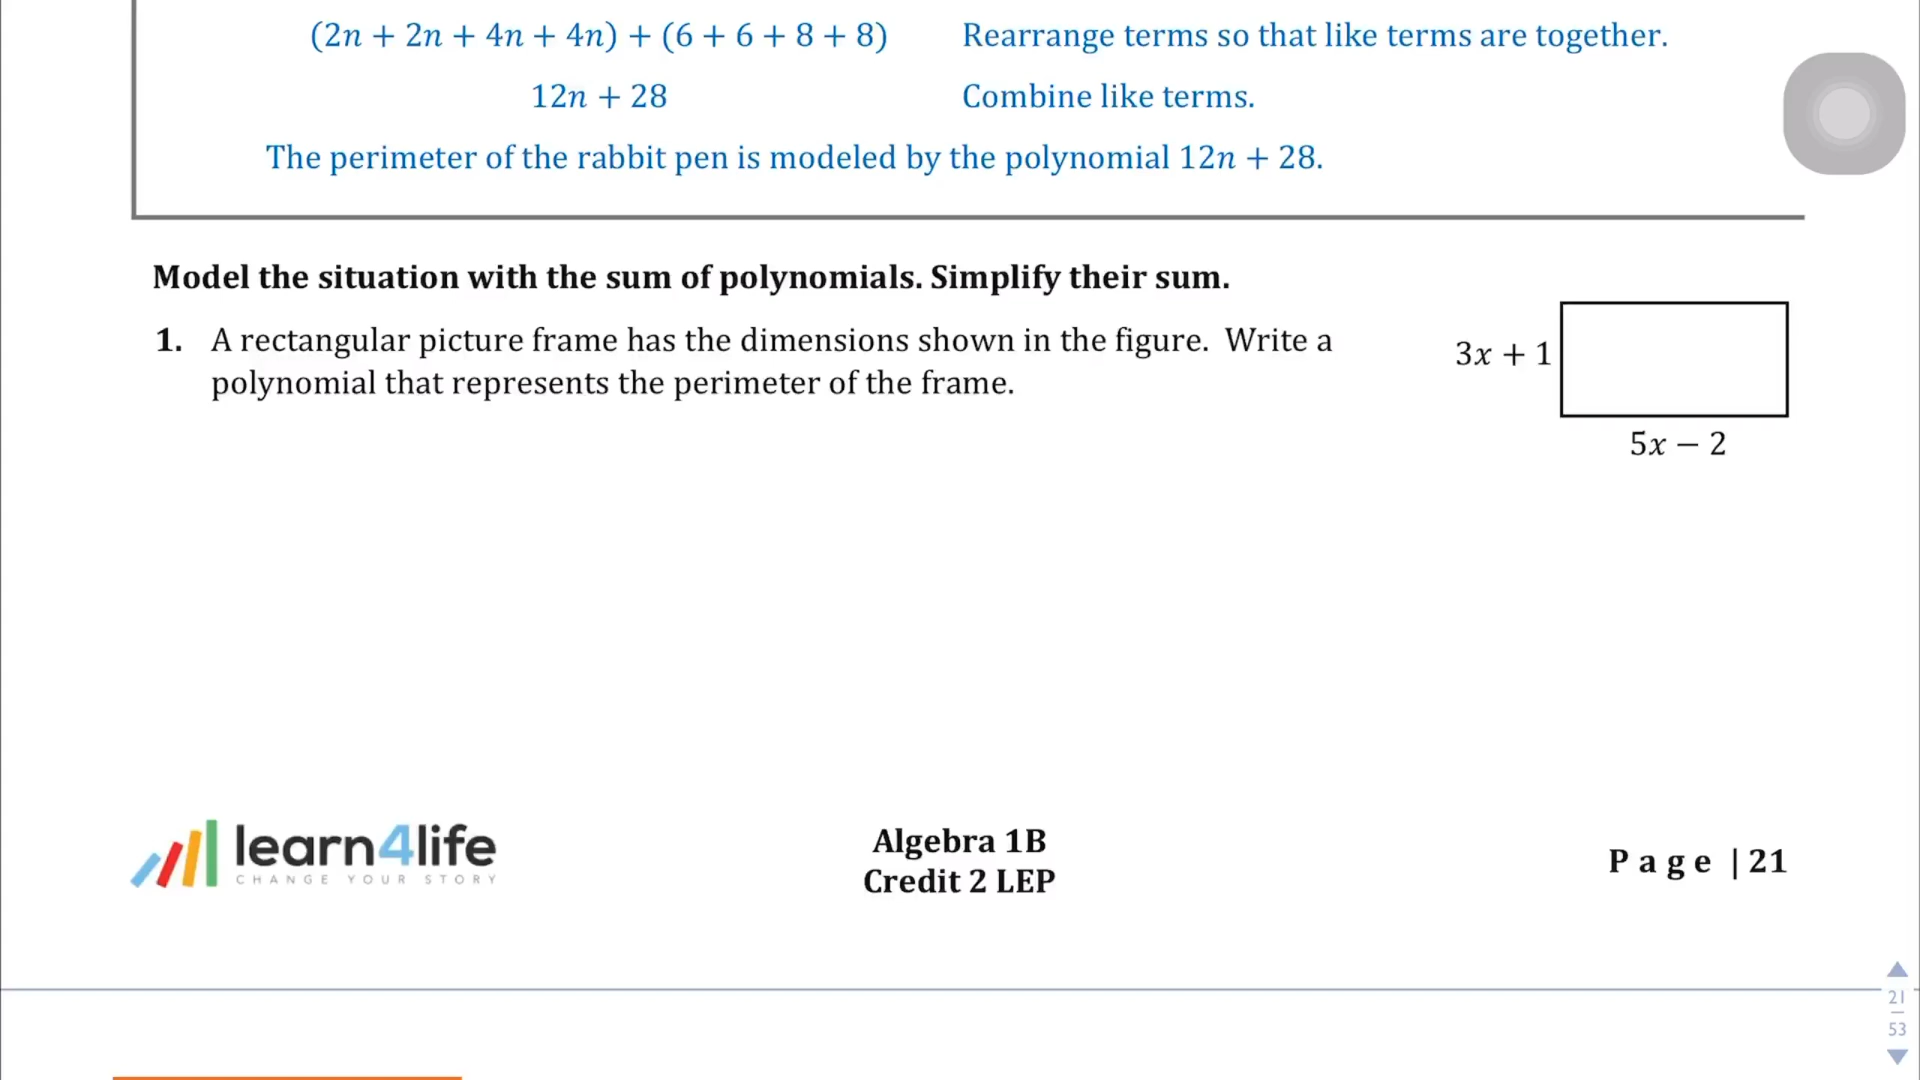 (2n + 2n + 4n + 4n) + (6 + 6 + 8 + 8) Rearrange terms so that like terms are together.
12n + 28 Combine like terms.
The perimeter of the rabbit pen is modeled by the polynomial 12n + 28.
Model the situation with the sum of polynomials. Simplify their sum.
1. A rectangular picture frame has the dimensions shown in the figure. Write a
polynomial that represents the perimeter of the frame.
3x + 1
5x − 2
learn4life
CHANGE YOUR STORY
Algebra 1B
Credit 2 LEP
Page |21
21
53